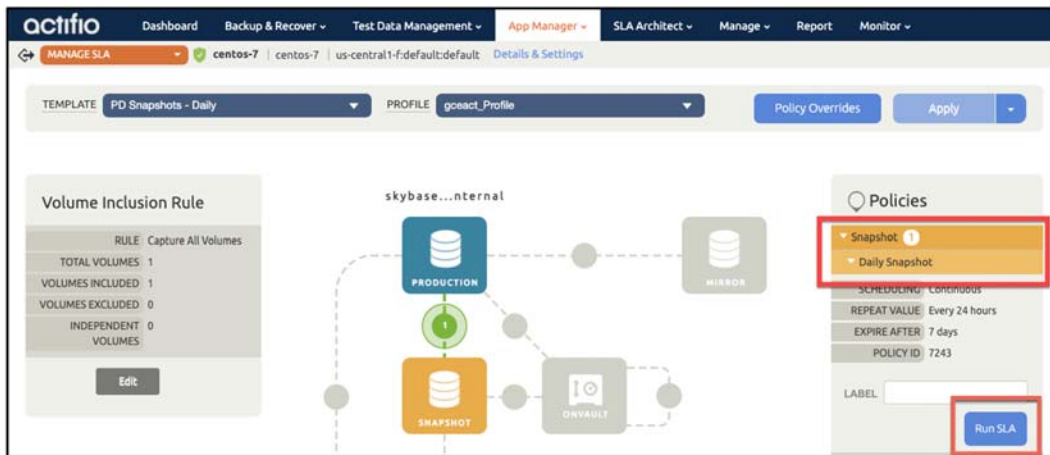 actifio
Dashboard Backup & Recover Test Data Management App Manager SLA Architect Manage Report Monitor
MANAGE SLA centos-7 | centos-7 | us-central1-f:default:default Details & Settings
TEMPLATE PD Snapshots - Daily PROFILE gceact_Profile Policy Overrides Apply
Volume Inclusion Rule
RULE Capture All Volumes
TOTAL VOLUMES 1
VOLUMES INCLUDED 1
VOLUMES EXCLUDED 0
INDEPENDENT VOLUMES 0
Edit
skybase...nternal
PRODUCTION
MIRROR
1
SNAPSHOT
ONVAULT
Policies
Snapshot 1
Daily Snapshot
SCHEDULING Continuous
REPEAT VALUE Every 24 hours
EXPIRE AFTER 7 days
POLICY ID 7243
LABEL
Run SLA